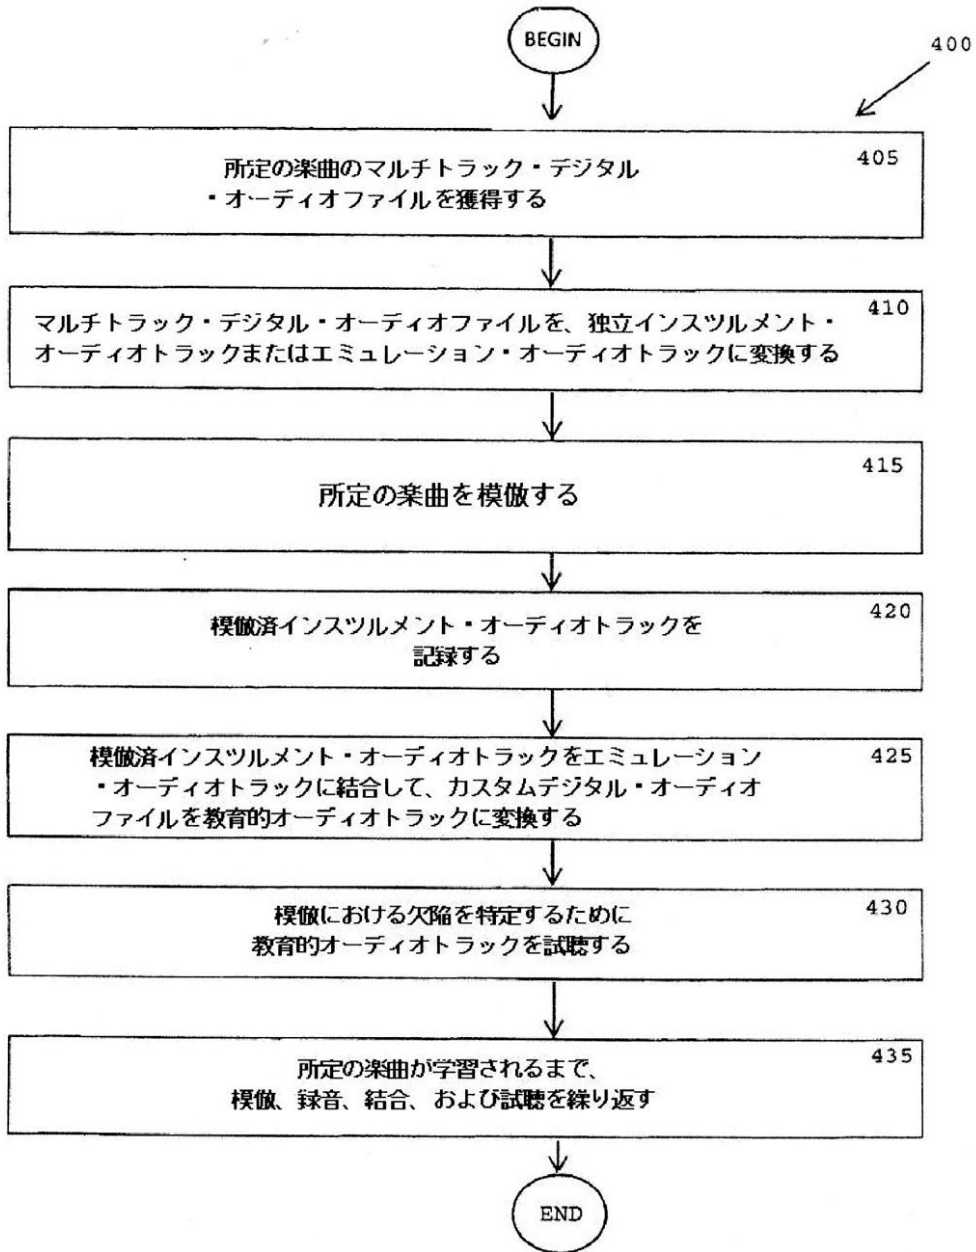 BEGIN
400
405
所定の楽曲のマルチトラック・デジタル
・オーディオファイルを獲得する
410
マルチトラック・デジタル・オーディオファイルを、独立インスツルメント・
オーディオトラックまたはエミュレーション・オーディオトラックに変換する
415
所定の楽曲を模倣する
420
模倣済インスツルメント・オーディオトラックを
記録する
425
模倣済インスツルメント・オーディオトラックをエミュレーション
・オーディオトラックに結合して、カスタムデジタル・オーディオ
ファイルを教育的オーディオトラックに変換する
430
模倣における欠陥を特定するために
教育的オーディオトラックを試聴する
435
所定の楽曲が学習されるまで、
模倣、録音、結合、および試聴を繰り返す
END